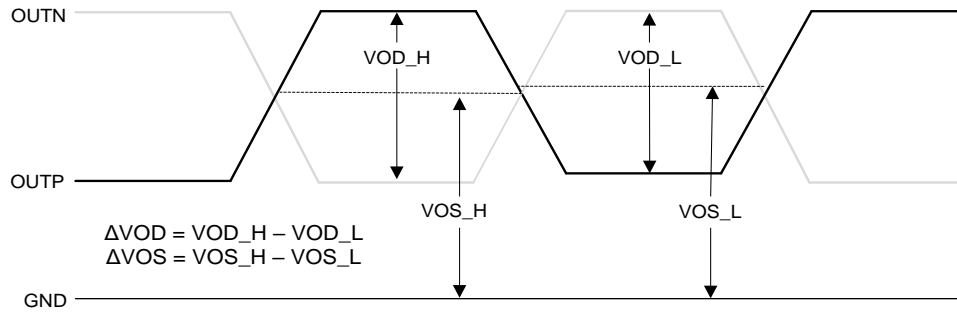 OUTN
VOD_H
VOD_L
OUTP
VOS_H
VOS_L
ΔVOD = VOD_H – VOD_L
ΔVOS = VOS_H – VOS_L
GND